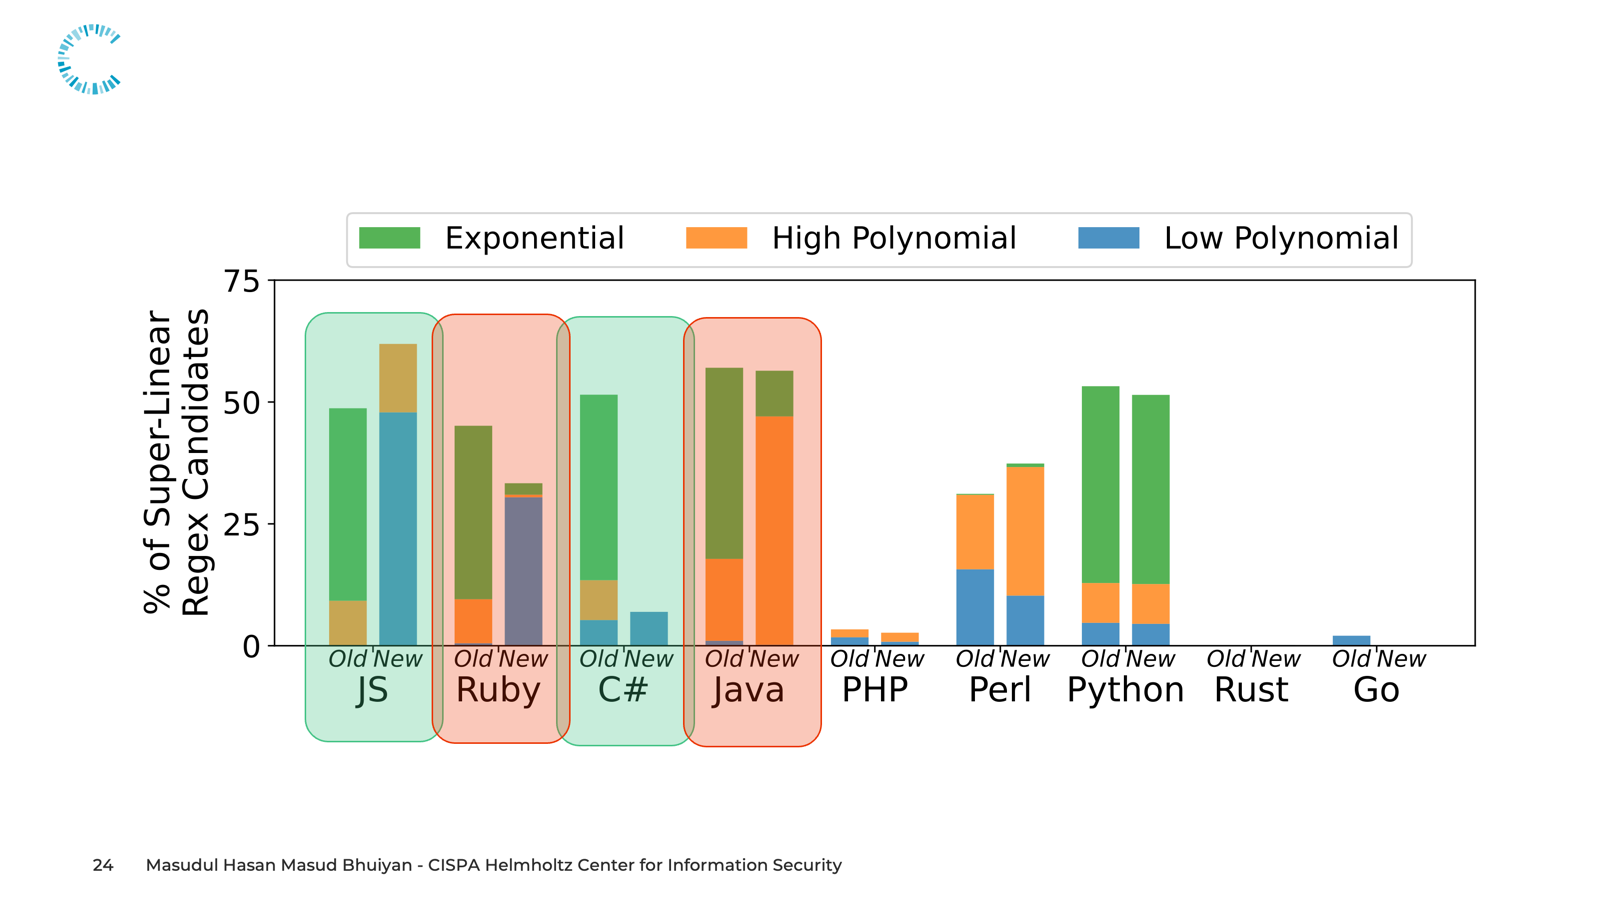 Exponential High Polynomial Low Polynomial
% of Super-Linear
Regex Candidates
75
50
25
0
Old New Old New Old New Old New Old New Old New Old New Old New Old New
JS Ruby C# Java PHP Perl Python Rust Go
24 Masudul Hasan Masud Bhuiyan - CISPA Helmholtz Center for Information Security